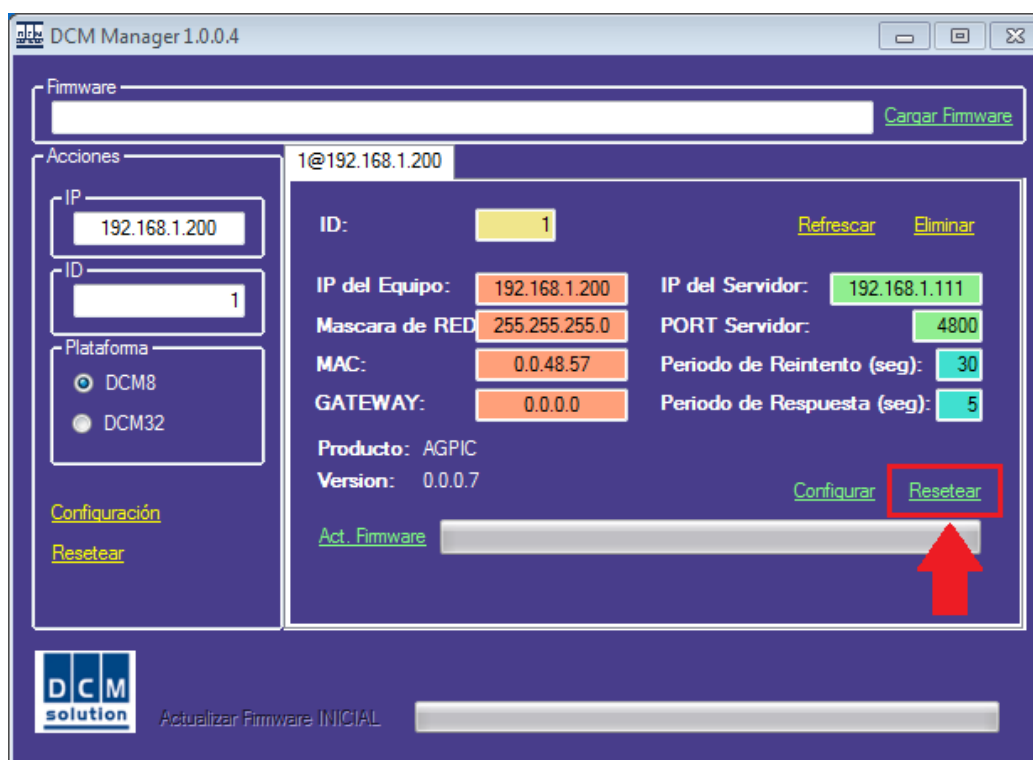 DCM Manager 1.0.0.4
Firmware
Cargar Firmware
Acciones
1@192.168.1.200
IP
192.168.1.200
ID: 1 Refrescar Eliminar
ID
1
IP del Equipo: 192.168.1.200 IP del Servidor: 192.168.1.111
Mascara de RED 255.255.255.0 PORT Servidor: 4800
Plataforma
DCM8
DCM32
MAC: 0.0.48.57 Periodo de Reintento (seg): 30
GATEWAY: 0.0.0.0 Periodo de Respuesta (seg): 5
Producto: AGPIC
Version: 0.0.0.7
Configurar Resetear
Configuración
Resetear
Act. Firmware
DCM
solution
Actualizar Firmware INICIAL